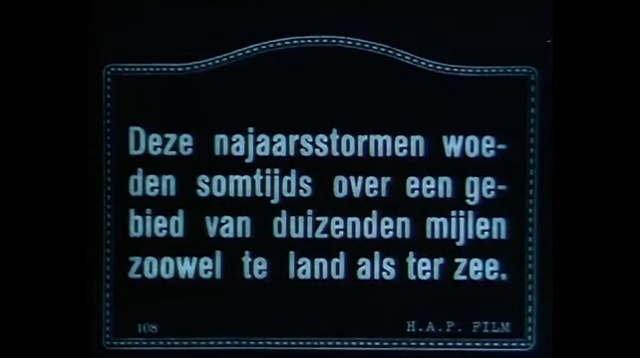 Deze najaarsstormen woe-
den somtijds over een ge-
bied van duizenden mijlen
zoowel te land als ter zee.
108 H.A.P. FILM